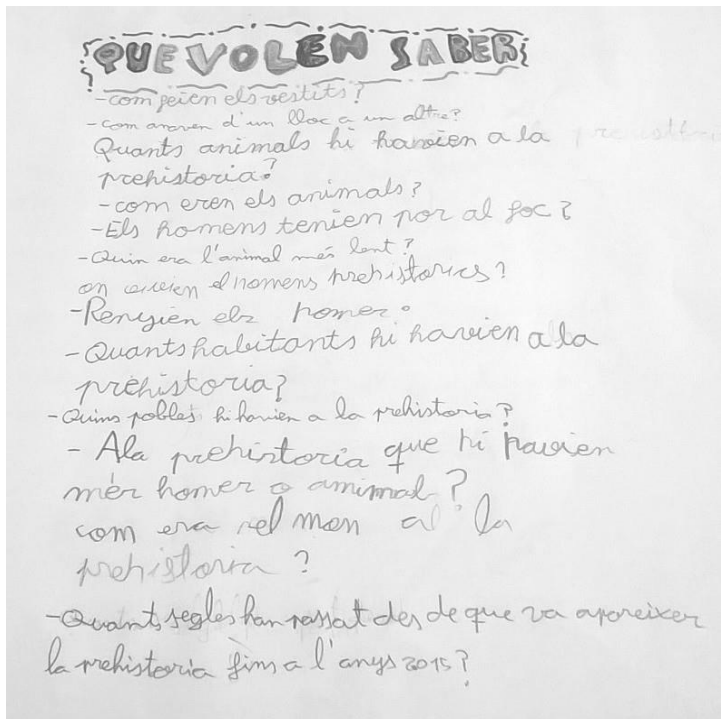 QUE VOLEN SABER
-com feien els vestits?
-com anaven d'un lloc a un altre?
Quants animals hi havien a la
prehistoria?
-com eren els animals?
-Els homens tenien por al foc?
-Quin era l'animal més lent?
on vivien prehistorics?
-Renyien els homes
-Quants habitants hi havien a la
prehistoria?
-Quins pobles hi havien a la prehistoria?
- A la prehistoria que hi havien
més homes o animal?
com era el mon al la
prehistoria?
-Quants segles han passat des de que va apareixer
la prehistoria fins a l'anys 2015?